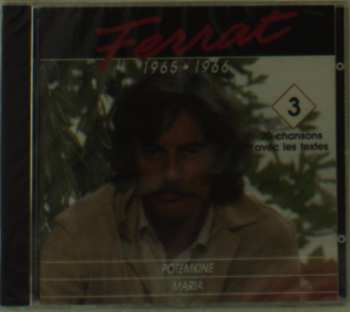 Ferrat
1965 • 1966
3
20 chansons
avec les textes
POTEMKINE
MARIA